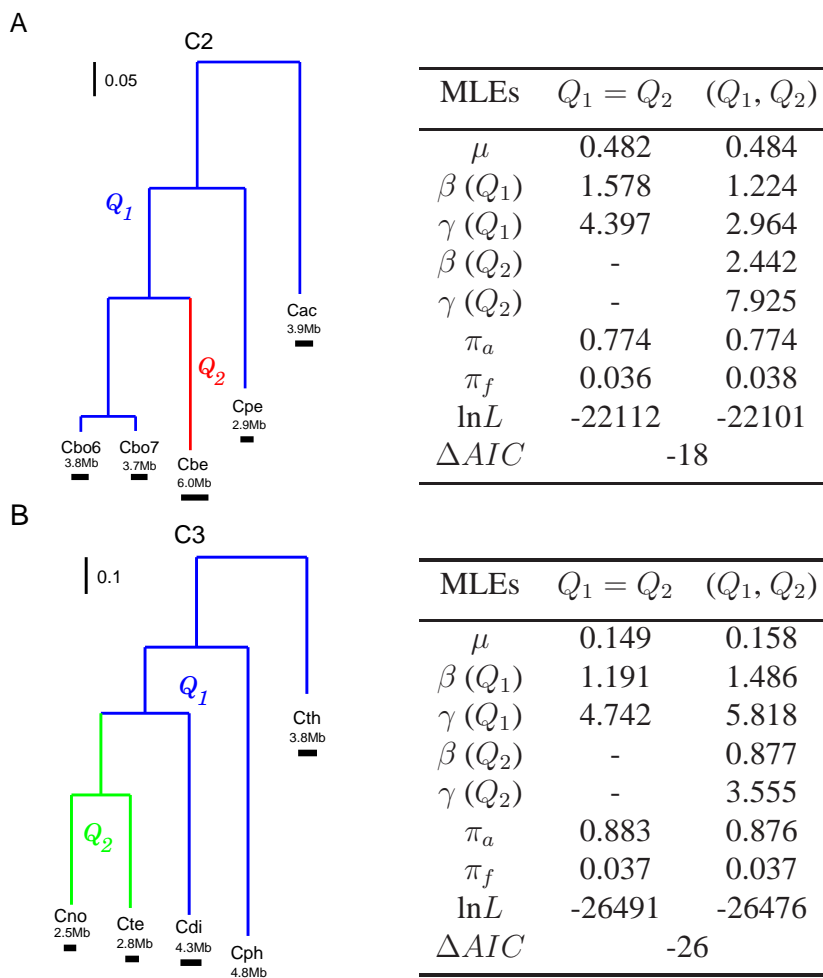 A
C2
0.05
Q1
Q2
Cac
3.9Mb
Cpe
2.9Mb
Cbo6
3.8Mb
Cbo7
3.7Mb
Cbe
6.0Mb
MLEs Q1 = Q2 (Q1, Q2)
μ 0.482 0.484
β (Q1) 1.578 1.224
γ (Q1) 4.397 2.964
β (Q2) - 2.442
γ (Q2) - 7.925
πa 0.774 0.774
πf 0.036 0.038
lnL -22112 -22101
ΔAIC -18
B
C3
0.1
Q1
Q2
Cth
3.8Mb
Cno
2.5Mb
Cte
2.8Mb
Cdi
4.3Mb
Cph
4.8Mb
MLEs Q1 = Q2 (Q1, Q2)
μ 0.149 0.158
β (Q1) 1.191 1.486
γ (Q1) 4.742 5.818
β (Q2) - 0.877
γ (Q2) - 3.555
πa 0.883 0.876
πf 0.037 0.037
lnL -26491 -26476
ΔAIC -26